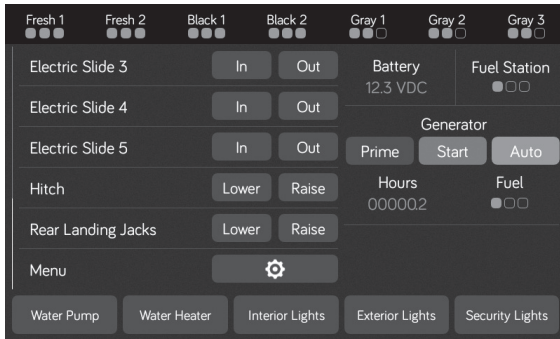 Fresh 1 Fresh 2 Black 1 Black 2 Gray 1 Gray 2 Gray 3
Electric Slide 3 In Out
Battery Fuel Station
12.3 VDC
Electric Slide 4 In Out
Generator
Electric Slide 5 In Out
Prime Start Auto
Hitch Lower Raise
Hours Fuel
00000.2
Rear Landing Jacks Lower Raise
Menu
Water Pump Water Heater Interior Lights Exterior Lights Security Lights